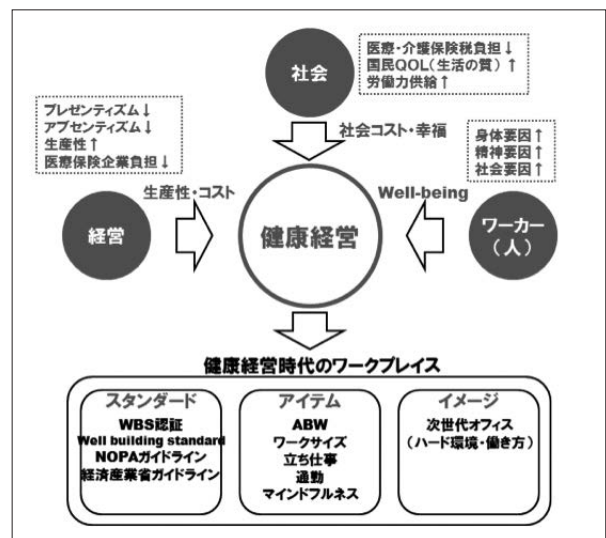 社会
医療・介護保険税負担↓
国民QOL(生活の質)↑
労働力供給↑
社会コスト・幸福
プレゼンティズム↓
アブセンティズム↓
生産性↑
医療保険企業負担↓
生産性・コスト
経営
身体要因↑
精神要因↑
社会要因↑
Well-being
ワーカー
(人)
健康経営
健康経営時代のワークプレイス
スタンダード
WBS認証
Well building standard
NOPAガイドライン
経済産業省ガイドライン
アイテム
ABW
ワークサイズ
立ち仕事
通勤
マインドフルネス
イメージ
次世代オフィス
(ハード環境・働き方)